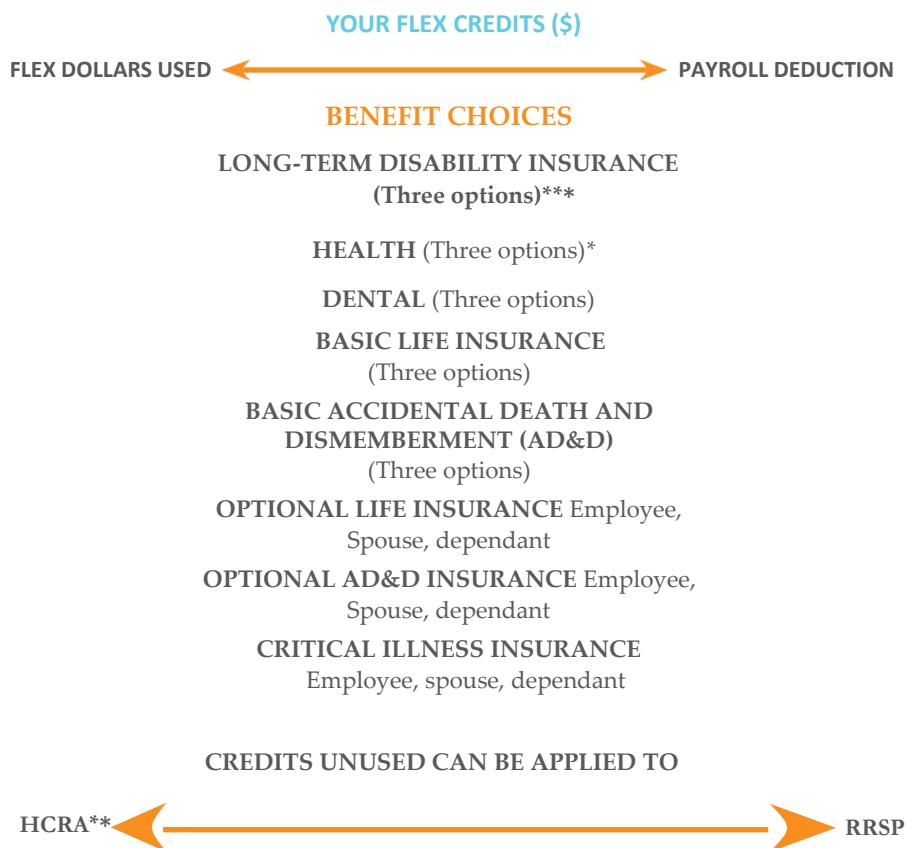 YOUR FLEX CREDITS ($)
FLEX DOLLARS USED PAYROLL DEDUCTION
BENEFIT CHOICES
LONG-TERM DISABILITY INSURANCE
(Three options)***
HEALTH (Three options)*
DENTAL (Three options)
BASIC LIFE INSURANCE
(Three options)
BASIC ACCIDENTAL DEATH AND
DISMEMBERMENT (AD&D)
(Three options)
OPTIONAL LIFE INSURANCE Employee,
Spouse, dependant
OPTIONAL AD&D INSURANCE Employee,
Spouse, dependant
CRITICAL ILLNESS INSURANCE
Employee, spouse, dependant
CREDITS UNUSED CAN BE APPLIED TO
HCRA** RRSP